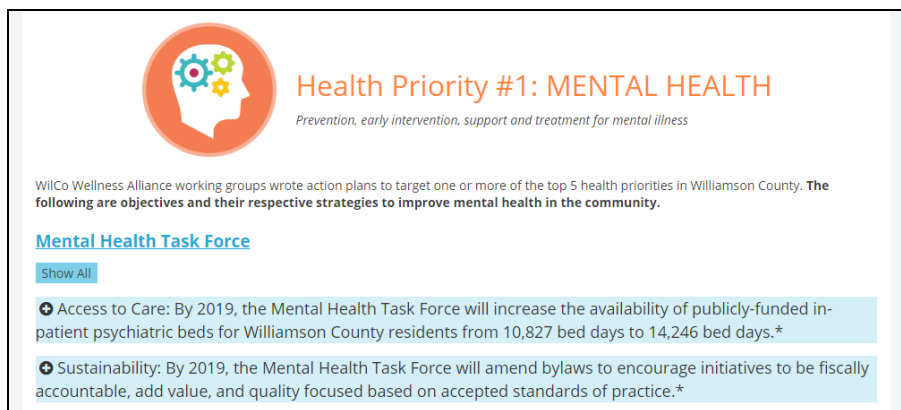 Health Priority #1: MENTAL HEALTH
Prevention, early intervention, support and treatment for mental illness
WilCo Wellness Alliance working groups wrote action plans to target one or more of the top 5 health priorities in Williamson County. The
following are objectives and their respective strategies to improve mental health in the community.
Mental Health Task Force
Show All
Access to Care: By 2019, the Mental Health Task Force will increase the availability of publicly-funded in-
patient psychiatric beds for Williamson County residents from 10,827 bed days to 14,246 bed days.*
Sustainability: By 2019, the Mental Health Task Force will amend bylaws to encourage initiatives to be fiscally
accountable, add value, and quality focused based on accepted standards of practice.*